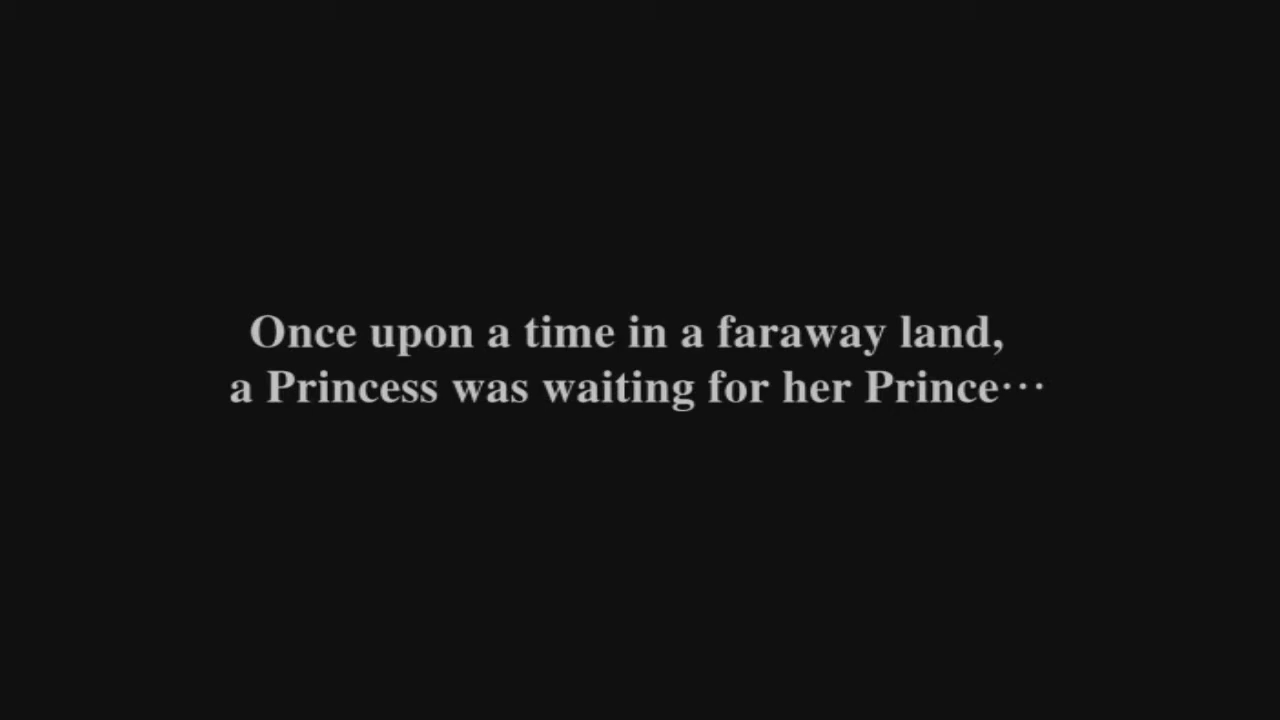 Once upon a time in a faraway land,
a Princess was waiting for her Prince···